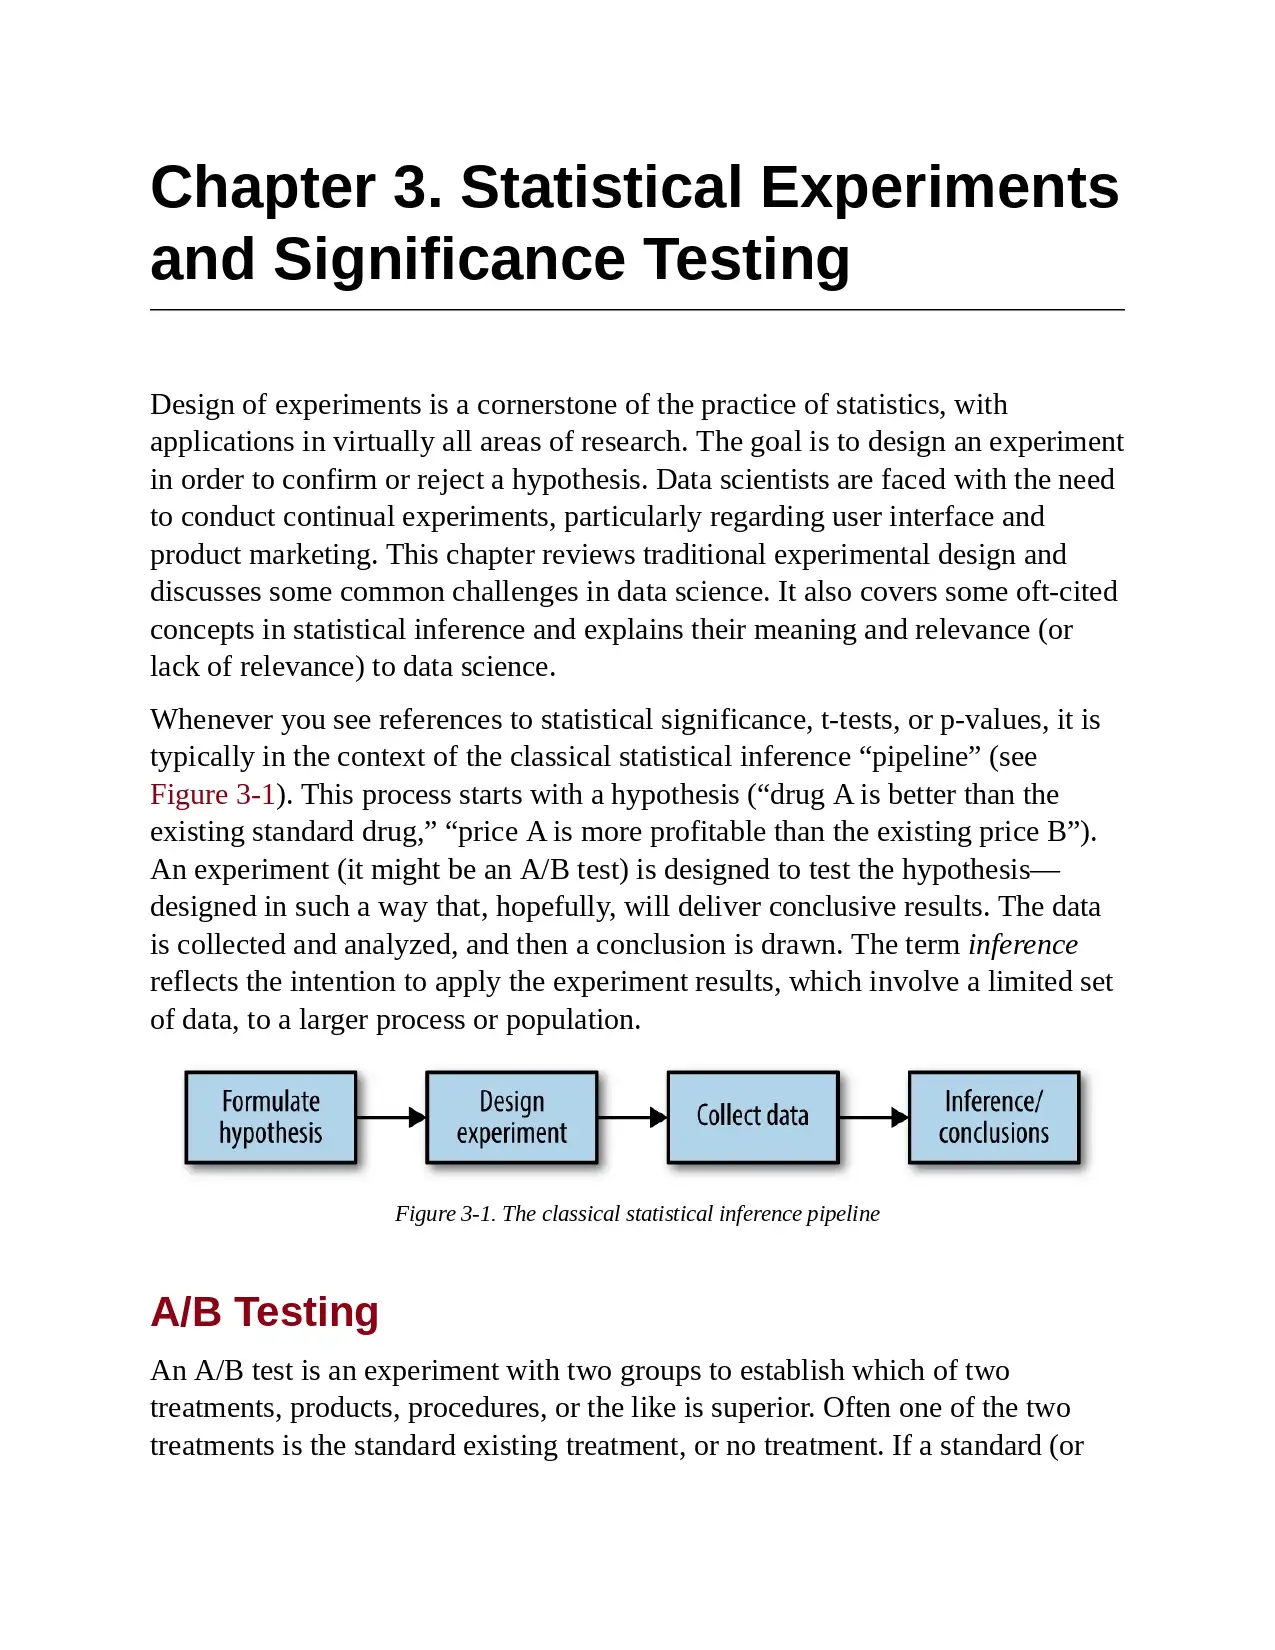 Chapter 3. Statistical Experiments
and Significance Testing
Design of experiments is a cornerstone of the practice of statistics, with
applications in virtually all areas of research. The goal is to design an experiment
in order to confirm or reject a hypothesis. Data scientists are faced with the need
to conduct continual experiments, particularly regarding user interface and
product marketing. This chapter reviews traditional experimental design and
discusses some common challenges in data science. It also covers some oft-cited
concepts in statistical inference and explains their meaning and relevance (or
lack of relevance) to data science.
Whenever you see references to statistical significance, t-tests, or p-values, it is
typically in the context of the classical statistical inference “pipeline” (see
Figure 3-1). This process starts with a hypothesis (“drug A is better than the
existing standard drug,” “price A is more profitable than the existing price B”).
An experiment (it might be an A/B test) is designed to test the hypothesis—
designed in such a way that, hopefully, will deliver conclusive results. The data
is collected and analyzed, and then a conclusion is drawn. The term inference
reflects the intention to apply the experiment results, which involve a limited set
of data, to a larger process or population.
Formulate
hypothesis
Design
experiment
Collect data
Inference/
conclusions
Figure 3-1. The classical statistical inference pipeline
A/B Testing
An A/B test is an experiment with two groups to establish which of two
treatments, products, procedures, or the like is superior. Often one of the two
treatments is the standard existing treatment, or no treatment. If a standard (or